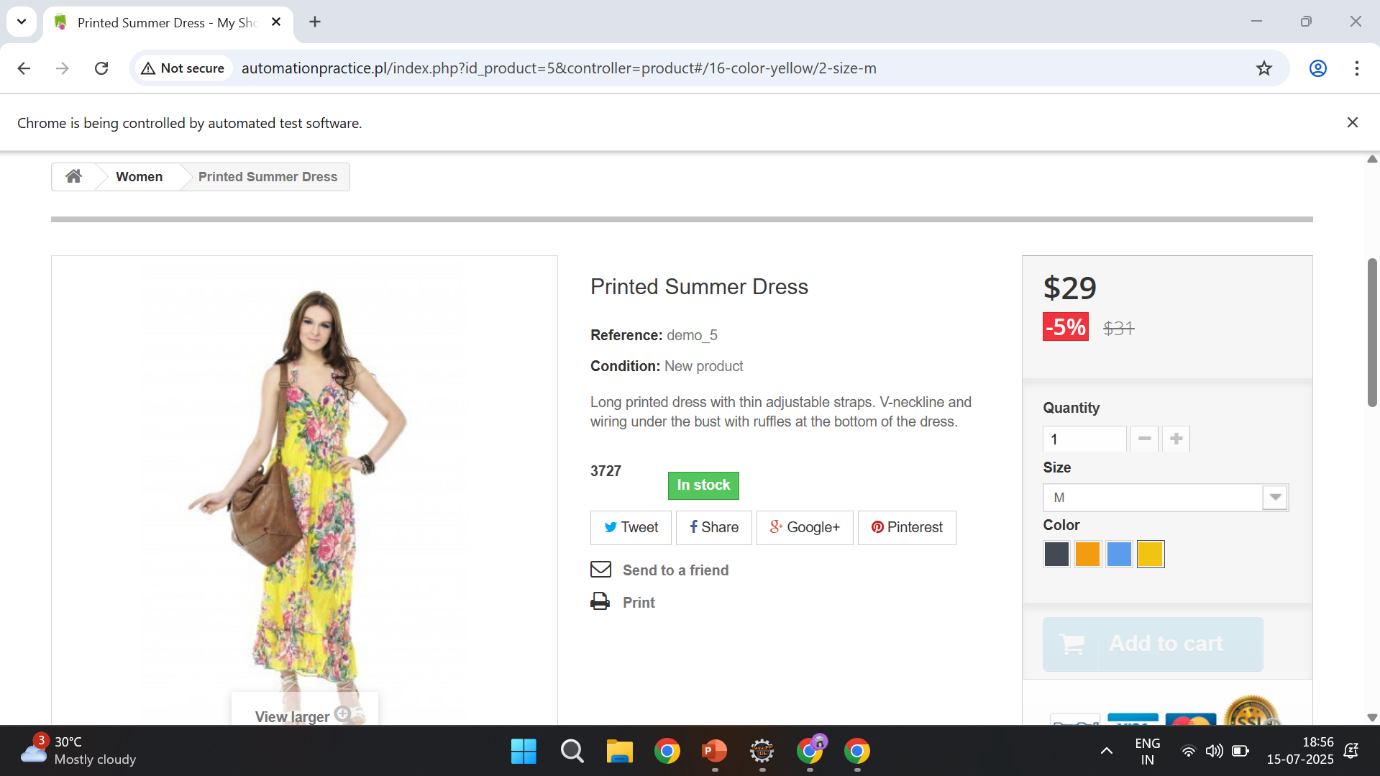 Printed Summer Dress - My Sho
Not secure
automationpractice.pl/index.php?id_product=5&controller=product#/16-color-yellow/2-size-m
Chrome is being controlled by automated test software.
Women
Printed Summer Dress
Printed Summer Dress
Reference: demo_5
Condition: New product
Long printed dress with thin adjustable straps. V-neckline and
wiring under the bust with ruffles at the bottom of the dress.
3727
In stock
Tweet
Share
Google+
Pinterest
Send to a friend
Print
View larger
$29
-5% $31
Quantity
1
Size
M
Color
Add to cart
SSL
3
30°C
Mostly cloudy
ENG
IN
18:56
15-07-2025